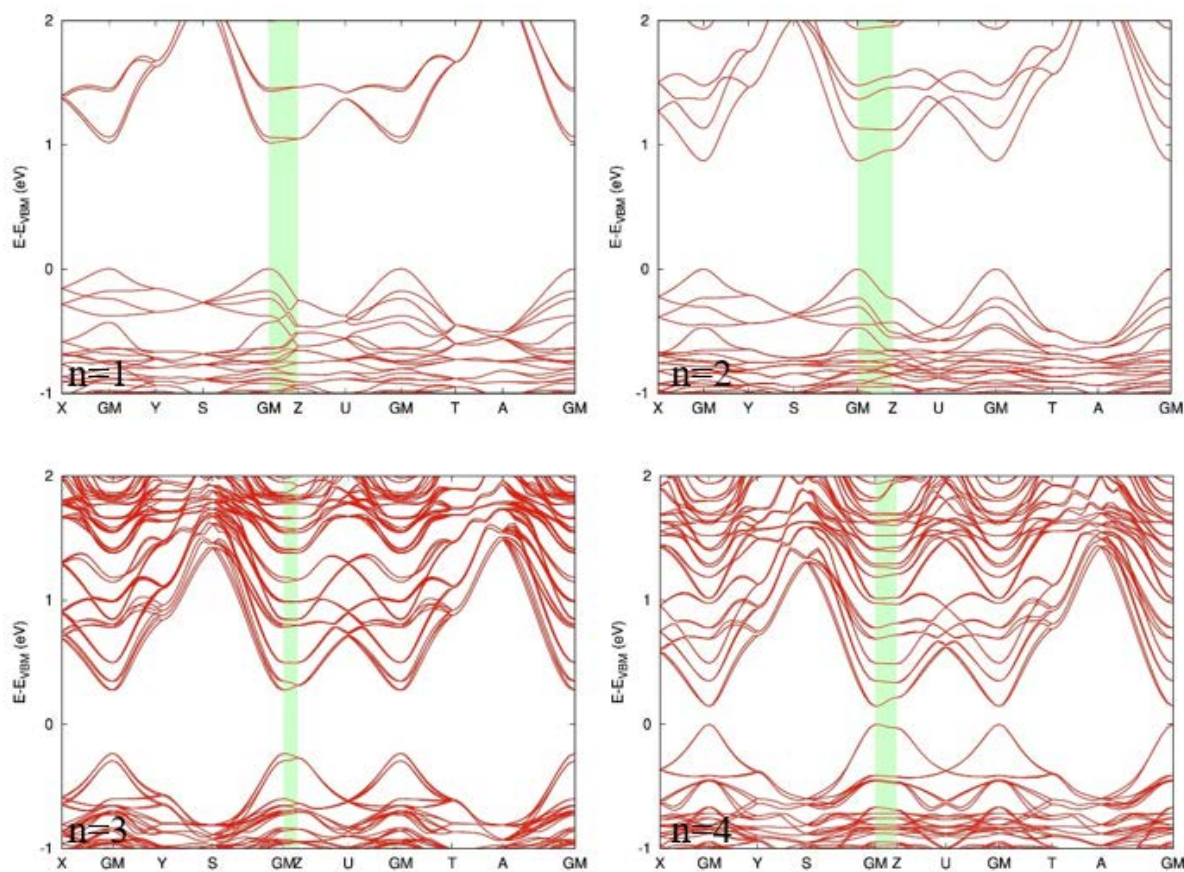 2
1
0
-1
E-E_VBM (eV)
n=1
X GM Y S GM Z U GM T A GM
2
1
0
-1
E-E_VBM (eV)
n=2
X GM Y S GM Z U GM T A GM
2
1
0
-1
E-E_VBM (eV)
n=3
X GM Y S GMZ U GM T A GM
2
1
0
-1
E-E_VBM (eV)
n=4
X GM Y S GM Z U GM T A GM